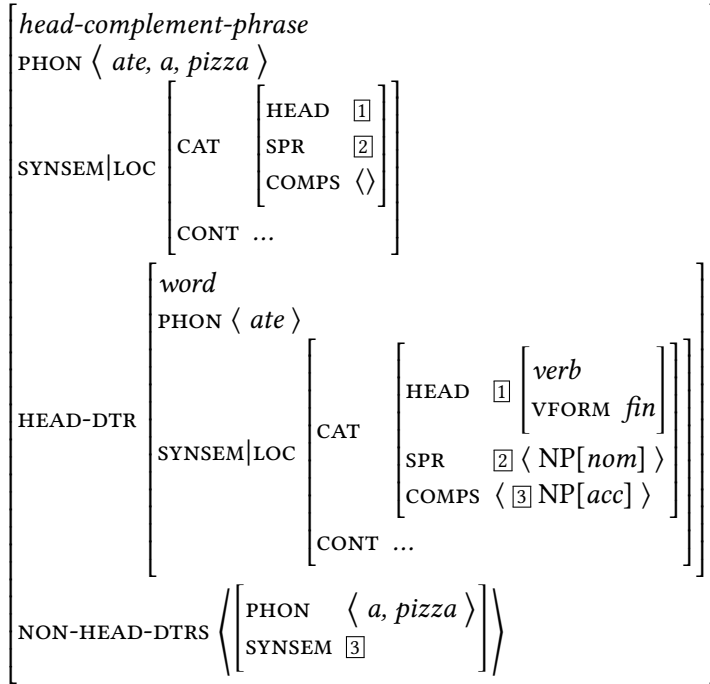 head-complement-phrase
PHON ⟨ ate, a, pizza ⟩
HEAD 1
CAT SPR 2
SYNSEM|LOC COMPS ⟨⟩
CONT ...
word
PHON ⟨ ate ⟩
verb
HEAD 1
VFORM fin
CAT
HEAD-DTR SYNSEM|LOC SPR 2 ⟨ NP[nom] ⟩
COMPS ⟨ 3 NP[acc] ⟩
CONT ...
PHON ⟨ a, pizza ⟩
NON-HEAD-DTRS ⟨ ⟩
SYNSEM 3